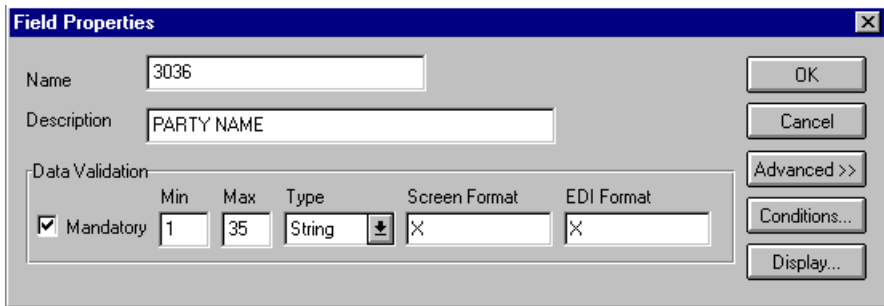 Field Properties
Name 3036 OK
Description PARTY NAME Cancel
Data Validation Advanced >>
Min Max Type Screen Format EDI Format
Mandatory 1 35 String X X Conditions...
Display...